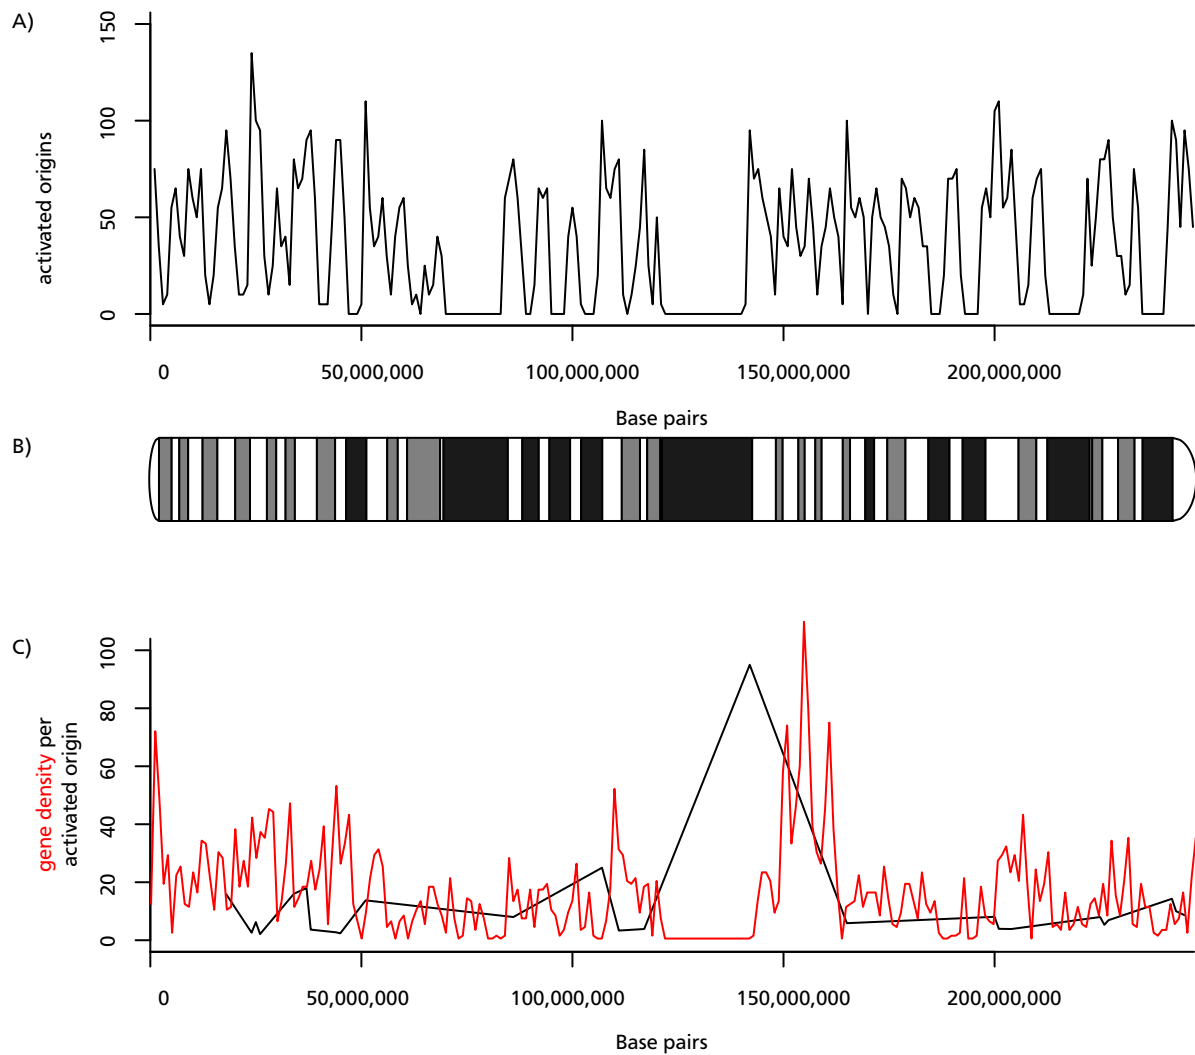 A)
150
100
50
0
activated origins
0 50,000,000 100,000,000 150,000,000 200,000,000
Base pairs
B)
C)
100
80
60
40
20
0
gene density per
activated origin
0 50,000,000 100,000,000 150,000,000 200,000,000
Base pairs